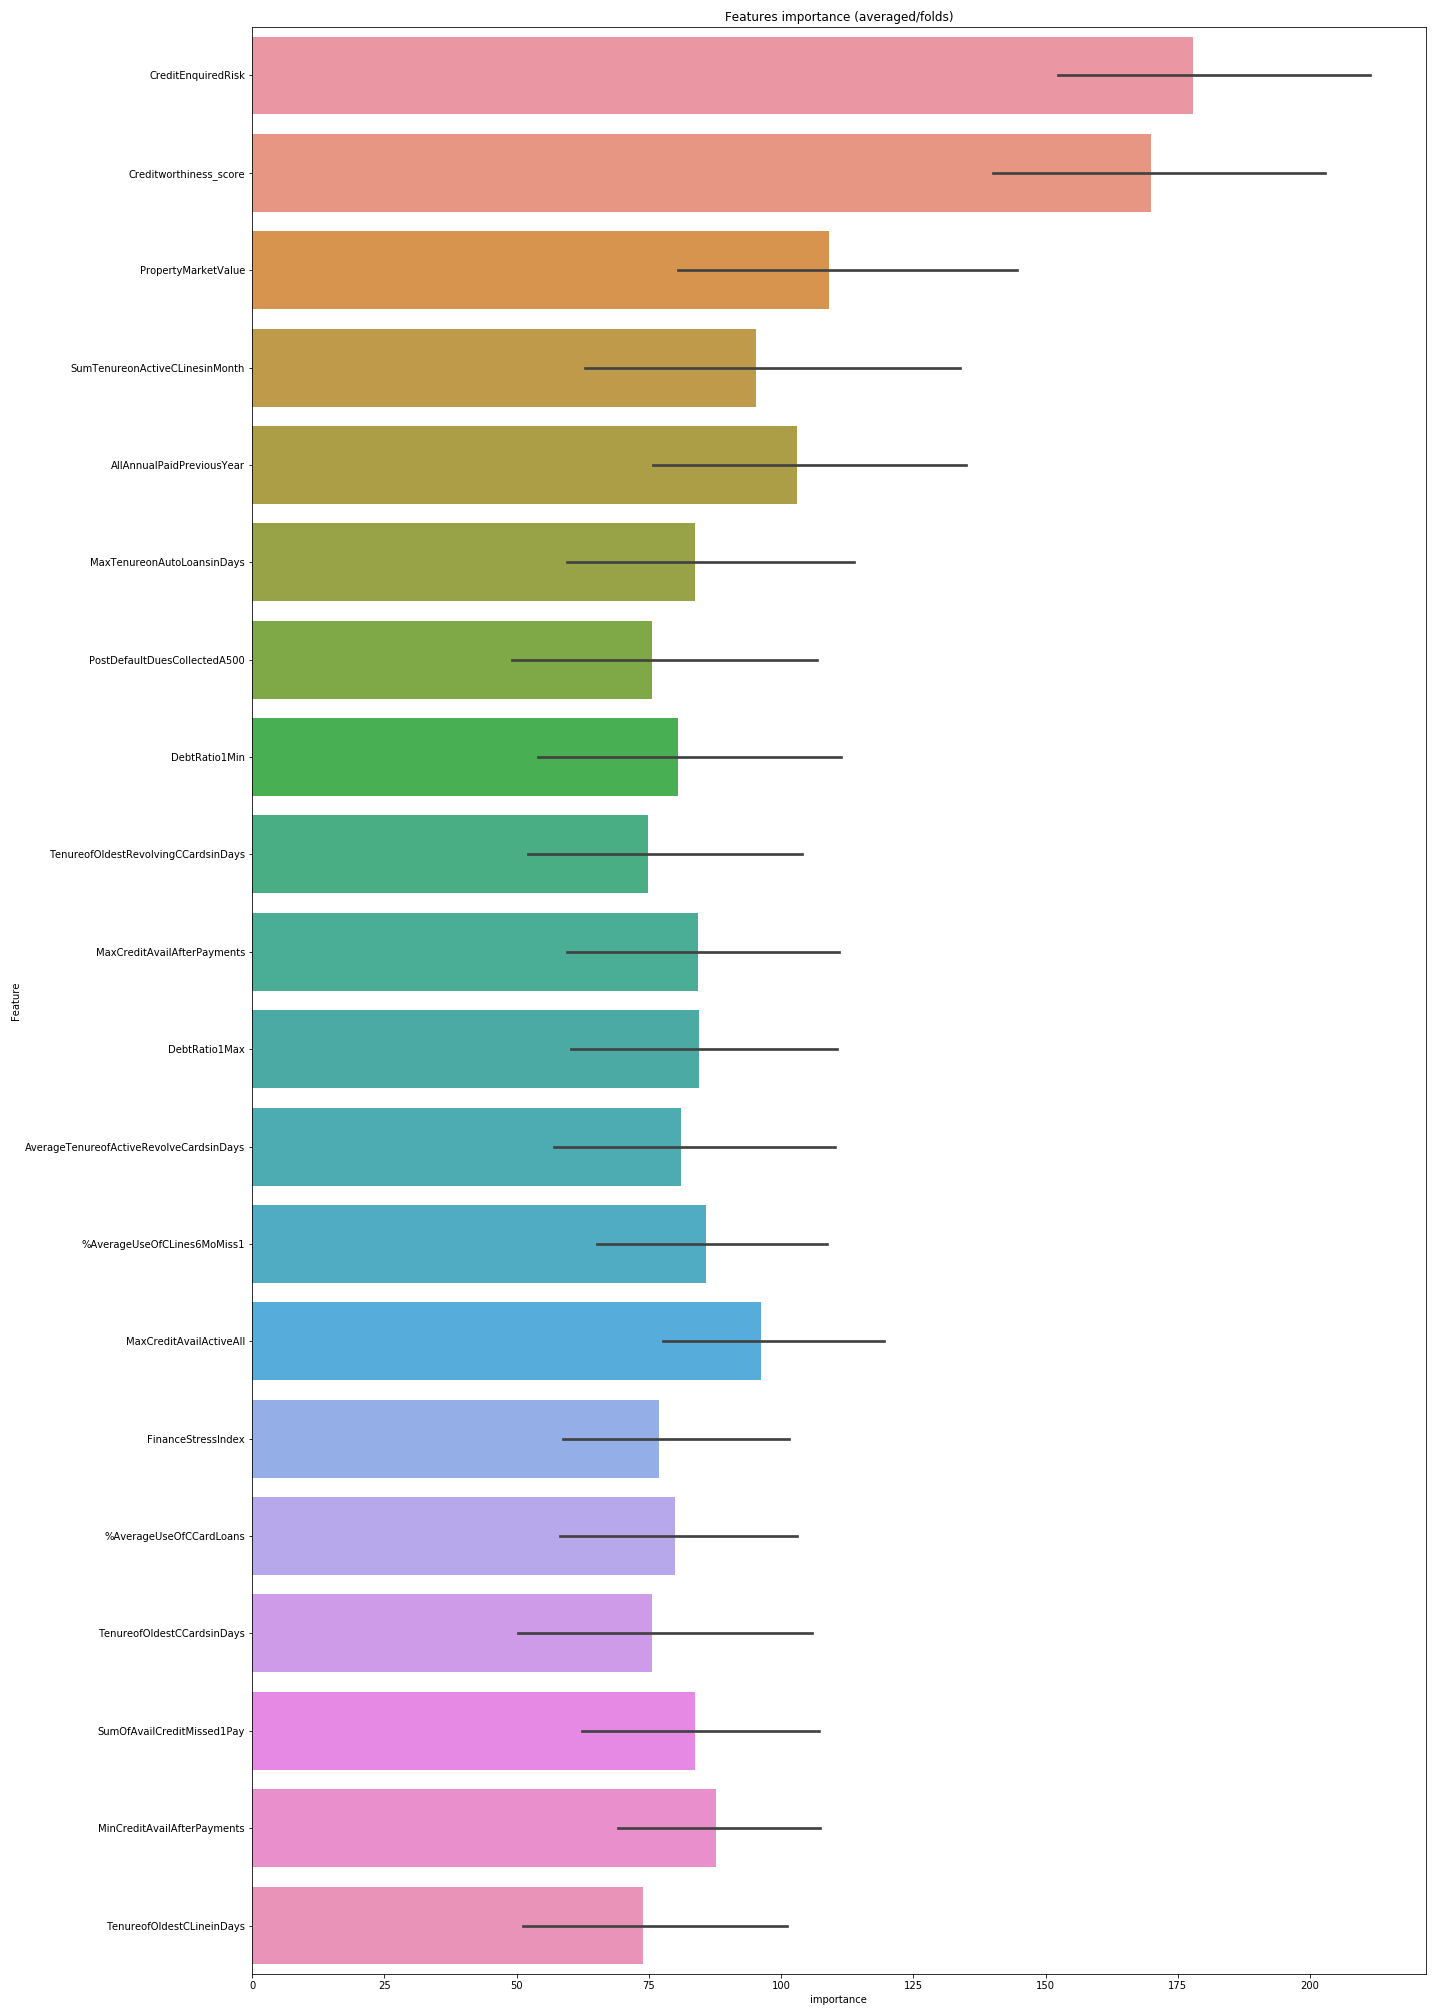 Features importance (averaged/folds)
CreditEnquiredRisk
Creditworthiness_score
PropertyMarketValue
SumTenureonActiveCLinesinMonth
AllAnnualPaidPreviousYear
MaxTenureonAutoLoansinDays
PostDefaultDuesCollectedA500
DebtRatio1Min
TenureofOldestRevolvingCCardsinDays
MaxCreditAvailAfterPayments
Feature
DebtRatio1Max
AverageTenureofActiveRevolveCardsinDays
%AverageUseOfCLines6MoMiss1
MaxCreditAvailActiveAll
FinanceStressIndex
%AverageUseOfCCardLoans
TenureofOldestCCardsinDays
SumOfAvailCreditMissed1Pay
MinCreditAvailAfterPayments
TenureofOldestCLineinDays
0 25 50 75 100 125 150 175 200
importance